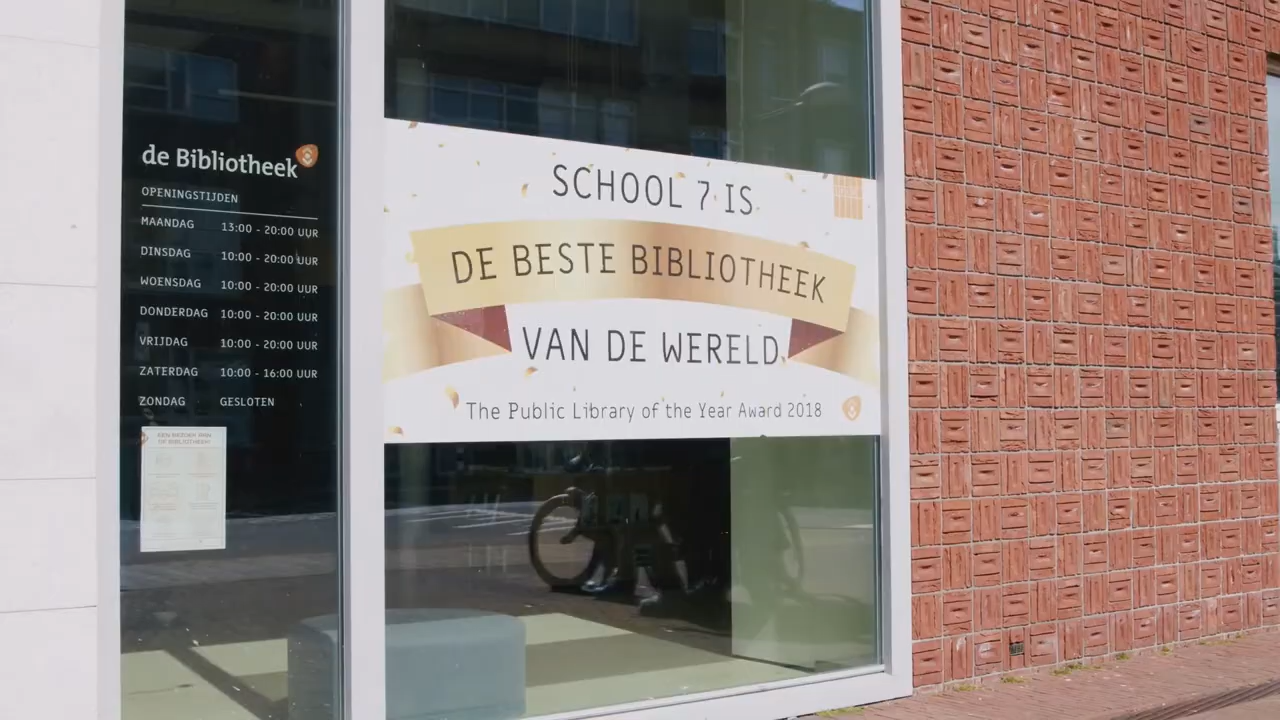 de Bibliotheek
OPENINGSTIJDEN
MAANDAG 13:00 - 20:00 UUR
DINSDAG 10:00 - 20:00 UUR
WOENSDAG 10:00 - 20:00 UUR
DONDERDAG 10:00 - 20:00 UUR
VRIJDAG 10:00 - 20:00 UUR
ZATERDAG 10:00 - 16:00 UUR
ZONDAG GESLOTEN
DE BIBLIOTHEEK
SCHOOL 7 IS
DE BESTE BIBLIOTHEEK
VAN DE WERELD
The Public Library of the Year Award 2018